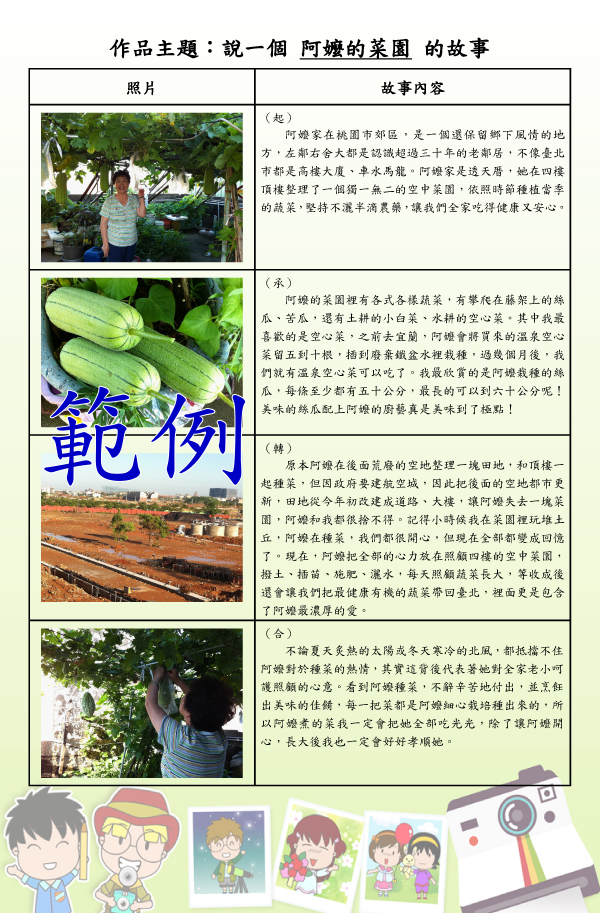 作品主題：說一個 阿嬤的菜園 的故事
照片
故事內容
（起）
阿嬤家在桃園市郊區，是一個還保留鄉下風情的地
方，左鄰右舍大都是認識超過三十年的老鄰居，不像臺北
市都是高樓大廈、車水馬龍。阿嬤家是透天厝，她在四樓
頂樓整理了一個獨一無二的空中菜園，依照時節種植當季
的蔬菜，堅持不灑半滴農藥，讓我們全家吃得健康又安心。
（承）
阿嬤的菜園裡有各式各樣蔬菜，有攀爬在藤架上的絲
瓜、苦瓜，還有土耕的小白菜、水耕的空心菜。其中我最
喜歡的是空心菜，之前去宜蘭，阿嬤會將買來的溫泉空心
菜留五到十根，插到廢棄鐵盆水裡栽種，過幾個月後，我
們就有溫泉空心菜可以吃了。我最欣賞的是阿嬤栽種的絲
瓜，每條至少都有五十公分，最長的可以到六十公分呢！
美味的絲瓜配上阿嬤的廚藝真是美味到了極點！
範例
（轉）
原本阿嬤在後面荒廢的空地整理一塊田地，和頂樓一
起種菜，但因政府要建航空城，因此把後面的空地都市更
新，田地從今年初改建成道路、大樓，讓阿嬤失去一塊菜
園，阿嬤和我都很捨不得。記得小時候我在菜園裡玩堆土
丘，阿嬤在種菜，我們都很開心，但現在全部都變成回憶
了。現在，阿嬤把全部的心力放在照顧四樓的空中菜園，
撥土、插苗、施肥、灑水，每天照顧蔬菜長大，等收成後
還會讓我們把最健康有機的蔬菜帶回臺北，裡面更是包含
了阿嬤最濃厚的愛。
（合）
不論夏天炙熱的太陽或冬天寒冷的北風，都抵擋不住
阿嬤對於種菜的熱情，其實這背後代表著她對全家老小呵
護照顧的心意。看到阿嬤種菜，不辭辛苦地付出，並烹飪
出美味的佳餚，每一把菜都是阿嬤細心栽培種出來的，所
以阿嬤煮的菜我一定會把她全部吃光光，除了讓阿嬤開
心，長大後我也一定會好好孝順她。